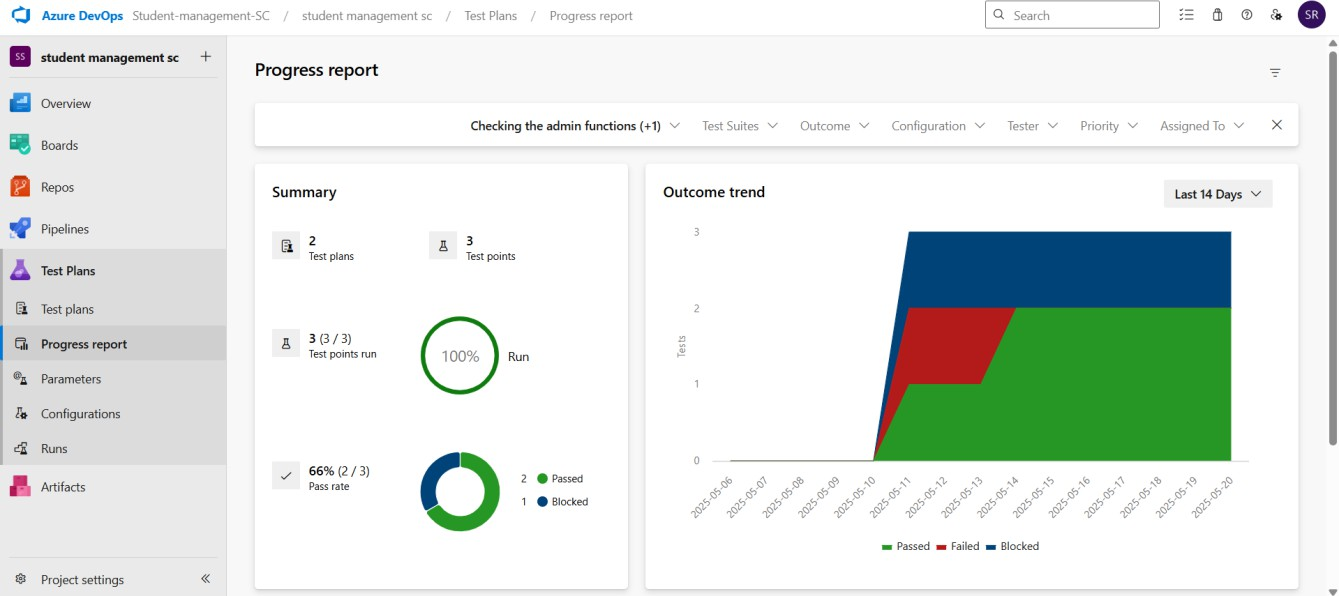 Azure DevOps Student-management-SC / student management sc / Test Plans / Progress report
Search
SR
SS student management sc +
Overview
Boards
Repos
Pipelines
Test Plans
Test plans
Progress report
Parameters
Configurations
Runs
Artifacts
Project settings
Progress report
Checking the admin functions (+1) Test Suites Outcome Configuration Tester Priority Assigned To
Summary
2
Test plans
3
Test points
3 (3 / 3)
Test points run
100%
Run
66% (2 / 3)
Pass rate
2 Passed
1 Blocked
Outcome trend
Last 14 Days
3
2
1
0
Tests
2025-05-06
2025-05-07
2025-05-08
2025-05-09
2025-05-10
2025-05-11
2025-05-12
2025-05-13
2025-05-14
2025-05-15
2025-05-16
2025-05-17
2025-05-18
2025-05-19
2025-05-20
Passed Failed Blocked